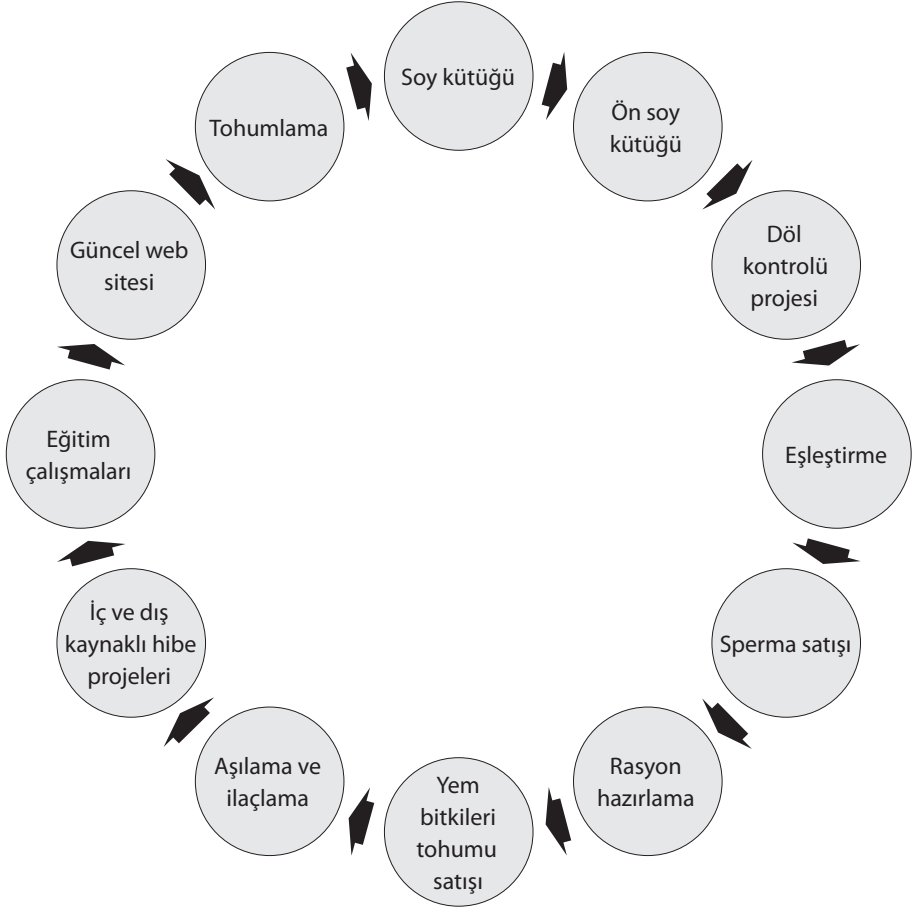 Soy kütüğü
Ön soy
kütüğü
Döl
kontrolü
projesi
Eşleştirme
Sperma satışı
Rasyon
hazırlama
Yem
bitkileri
tohumu
satışı
Aşılama ve
ilaçlama
İç ve dış
kaynaklı hibe
projeleri
Eğitim
çalışmaları
Güncel web
sitesi
Tohumlama